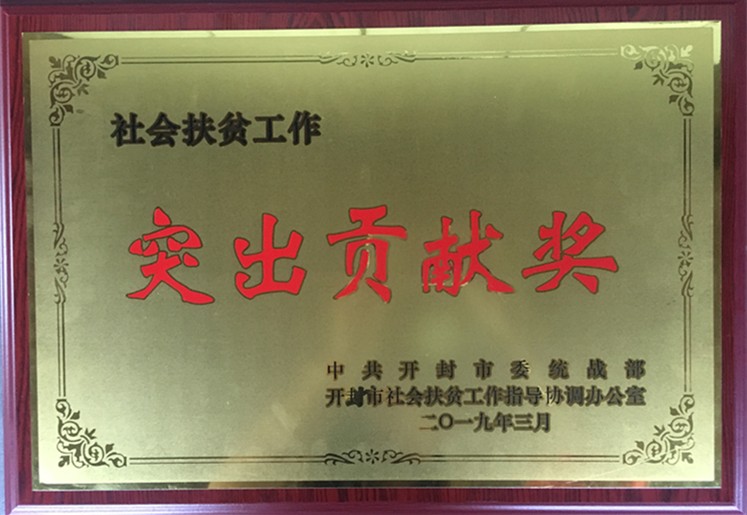 社会扶贫工作
突出贡献奖
中共开封市委统战部
开封市社会扶贫工作指导协调办公室
二〇一九年三月